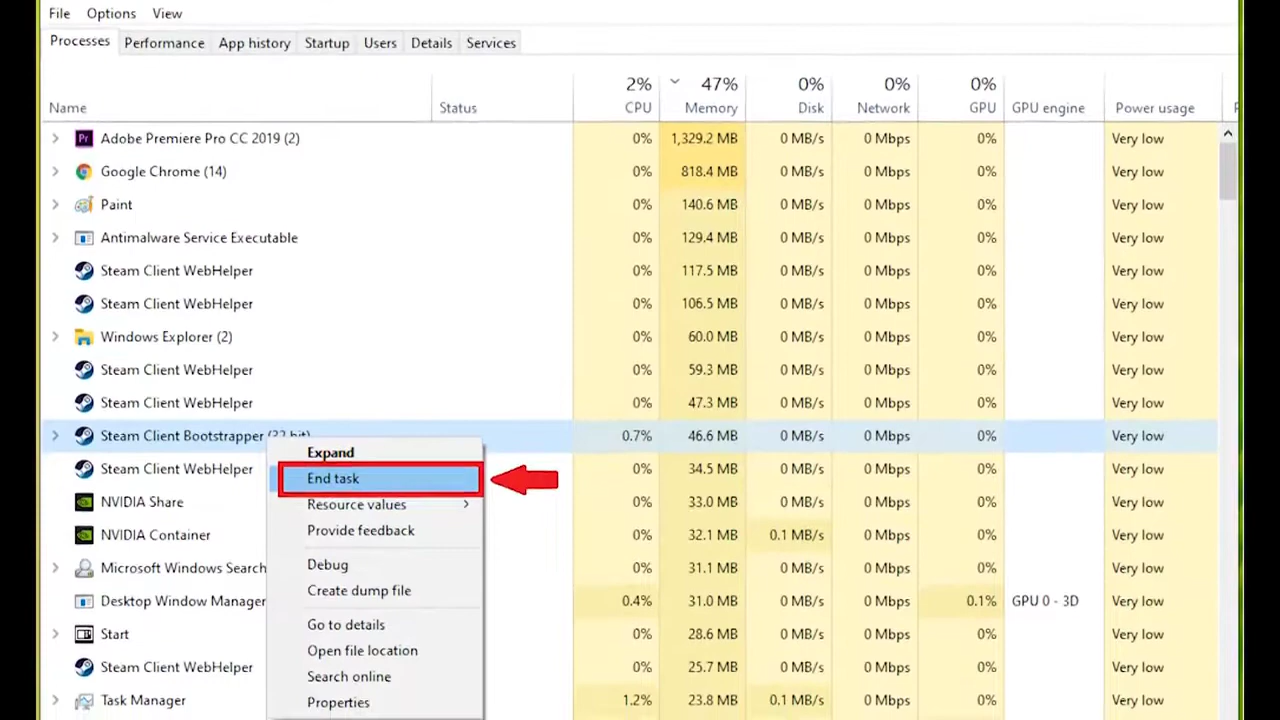 File Options View
Processes Performance App history Startup Users Details Services
2% 47% 0% 0% 0%
Name Status CPU Memory Disk Network GPU GPU engine Power usage
Adobe Premiere Pro CC 2019 (2) 0% 1,329.2 MB 0 MB/s 0 Mbps 0% Very low
Google Chrome (14) 0% 818.4 MB 0 MB/s 0 Mbps 0% Very low
Paint 0% 140.6 MB 0 MB/s 0 Mbps 0% Very low
Antimalware Service Executable 0% 129.4 MB 0 MB/s 0 Mbps 0% Very low
Steam Client WebHelper 0% 117.5 MB 0 MB/s 0 Mbps 0% Very low
Steam Client WebHelper 0% 106.5 MB 0 MB/s 0 Mbps 0% Very low
Windows Explorer (2) 0% 60.0 MB 0 MB/s 0 Mbps 0% Very low
Steam Client WebHelper 0% 59.3 MB 0 MB/s 0 Mbps 0% Very low
Steam Client WebHelper 0% 47.3 MB 0 MB/s 0 Mbps 0% Very low
Steam Client Bootstrapper (32 bit) 0.7% 46.6 MB 0 MB/s 0 Mbps 0% Very low
Expand
Steam Client WebHelper 0% 34.5 MB 0 MB/s 0 Mbps 0% Very low
End task
NVIDIA Share 0% 33.0 MB 0 MB/s 0 Mbps 0% Very low
Resource values
NVIDIA Container 0% 32.1 MB 0.1 MB/s 0 Mbps 0% Very low
Provide feedback
Microsoft Windows Search 0% 31.1 MB 0 MB/s 0 Mbps 0% Very low
Debug
Desktop Window Manager 0.4% 31.0 MB 0 MB/s 0 Mbps 0.1% GPU 0 - 3D Very low
Create dump file
Start 0% 28.6 MB 0 MB/s 0 Mbps 0% Very low
Go to details
Open file location
Steam Client WebHelper 0% 25.7 MB 0 MB/s 0 Mbps 0% Very low
Search online
Task Manager 1.2% 23.8 MB 0.1 MB/s 0 Mbps 0% Very low
Properties